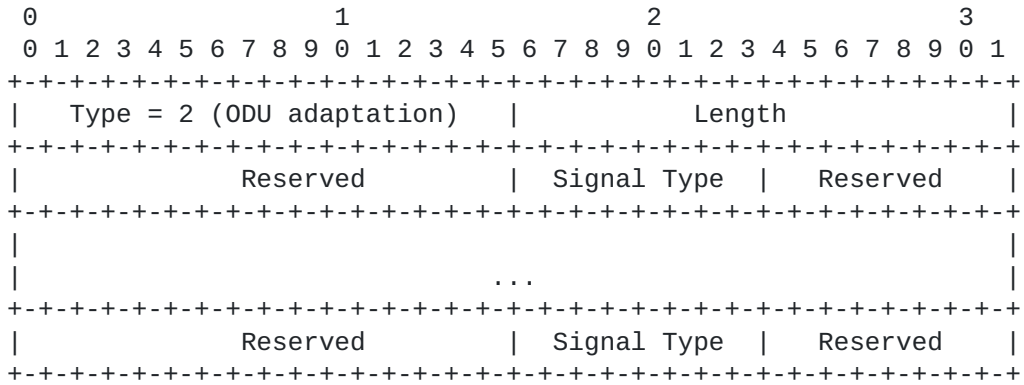 0                   1                   2                   3
 0 1 2 3 4 5 6 7 8 9 0 1 2 3 4 5 6 7 8 9 0 1 2 3 4 5 6 7 8 9 0 1
+-+-+-+-+-+-+-+-+-+-+-+-+-+-+-+-+-+-+-+-+-+-+-+-+-+-+-+-+-+-+-+-+
|   Type = 2 (ODU adaptation)   |           Length              |
+-+-+-+-+-+-+-+-+-+-+-+-+-+-+-+-+-+-+-+-+-+-+-+-+-+-+-+-+-+-+-+-+
|              Reserved         |  Signal Type  |   Reserved    |
+-+-+-+-+-+-+-+-+-+-+-+-+-+-+-+-+-+-+-+-+-+-+-+-+-+-+-+-+-+-+-+-+
|                                                               |
|                              ...                              |
+-+-+-+-+-+-+-+-+-+-+-+-+-+-+-+-+-+-+-+-+-+-+-+-+-+-+-+-+-+-+-+-+
|              Reserved         |  Signal Type  |   Reserved    |
+-+-+-+-+-+-+-+-+-+-+-+-+-+-+-+-+-+-+-+-+-+-+-+-+-+-+-+-+-+-+-+-+